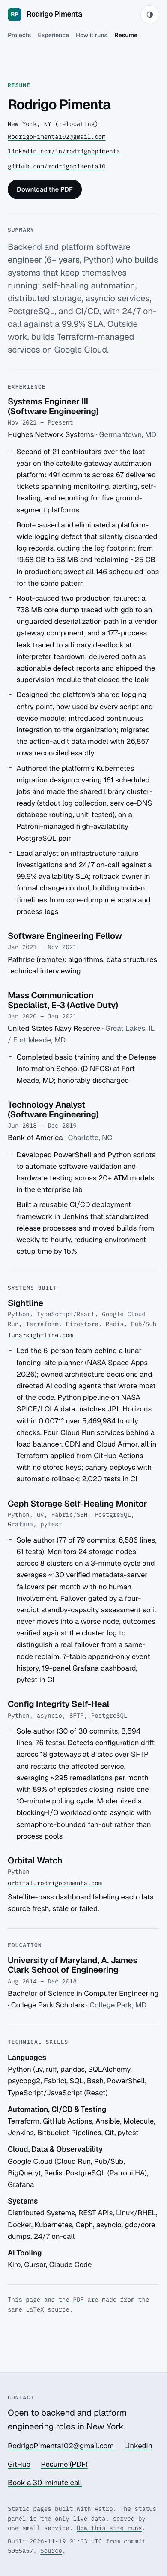 RP Rodrigo Pimenta
Projects Experience How it runs Resume
RESUME
Rodrigo Pimenta
New York, NY (relocating)
RodrigoPimenta102@gmail.com
linkedin.com/in/rodrigoppimenta
github.com/rodrigopimenta10
Download the PDF
SUMMARY
Backend and platform software
engineer (6+ years, Python) who builds
systems that keep themselves
running: self-healing automation,
distributed storage, asyncio services,
PostgreSQL, and CI/CD, with 24/7 on-
call against a 99.9% SLA. Outside
work, builds Terraform-managed
services on Google Cloud.
EXPERIENCE
Systems Engineer III
(Software Engineering)
Nov 2021 – Present
Hughes Network Systems · Germantown, MD
– Second of 21 contributors over the last
year on the satellite gateway automation
platform: 491 commits across 67 delivered
tickets spanning monitoring, alerting, self-
healing, and reporting for five ground-
segment platforms
– Root-caused and eliminated a platform-
wide logging defect that silently discarded
log records, cutting the log footprint from
19.68 GB to 65 MB and reclaiming ~25 GB
in production; swept all 146 scheduled jobs
for the same pattern
– Root-caused two production failures: a
738 MB core dump traced with gdb to an
unguarded deserialization path in a vendor
gateway component, and a 177-process
leak traced to a library deadlock at
interpreter teardown; delivered both as
actionable defect reports and shipped the
supervision module that closed the leak
– Designed the platform's shared logging
entry point, now used by every engineer
and module; introduced continuous
integration to the organization; migrated
the action-audit data model with 26,857
rows reconciled exactly
– Authored the platform's Kubernetes
migration design covering 161 scheduled
jobs and made the shared library cluster-
ready (stdout log collection, service-DNS
database routing, unit-tested), on a
Patroni-managed high-availability
PostgreSQL pair
– Lead analyst on infrastructure failure
investigations and 24/7 on-call against a
99.9% availability SLA; rollback owner in
formal change control, building incident
timelines from core-dump metadata and
process logs
Software Engineering Fellow
Jan 2021 – Nov 2021
Pathrise (remote): algorithms, data structures,
technical interviewing
Mass Communication
Specialist, E-3 (Active Duty)
Jan 2020 – Jan 2021
United States Navy Reserve · Great Lakes, IL
/ Fort Meade, MD
– Completed basic training and the Defense
Information School (DINFOS) at Fort
Meade, MD; honorably discharged
Technology Analyst
(Software Engineering)
Jun 2018 – Dec 2019
Bank of America · Charlotte, NC
– Developed PowerShell and Python scripts
to automate software validation and
hardware testing across 20+ ATM models
in the enterprise lab
– Built a reusable CI/CD deployment
framework in Jenkins that standardized
release processes and moved builds from
weekly to hourly, reducing environment
setup time by 15%
SYSTEMS BUILT
Sightline
Python, TypeScript/React, Google Cloud
Run, Terraform, Firestore, Redis, Pub/Sub
lunarsightline.com
– Led the 6-person team behind a lunar
landing-site planner (NASA Space Apps
2026); owned architecture decisions and
directed AI coding agents that wrote most
of the code. Python pipeline on NASA
SPICE/LOLA data matches JPL Horizons
within 0.0071° over 5,469,984 hourly
checks. Four Cloud Run services behind a
load balancer, CDN and Cloud Armor, all in
Terraform applied from GitHub Actions
with no stored keys; canary deploys with
automatic rollback; 2,020 tests in CI
Ceph Storage Self-Healing Monitor
Python, uv, Fabric/SSH, PostgreSQL,
Grafana, pytest
– Sole author (77 of 79 commits, 6,586 lines,
61 tests). Monitors 24 storage nodes
across 8 clusters on a 3-minute cycle and
averages ~130 verified metadata-server
failovers per month with no human
involvement. Failover gated by a four-
verdict standby-capacity assessment so it
never moves into a node that would fail,
outcome verified against the cluster log to
distinguish a real failover from a same-
node reclaim. 7-table append-only event
history, 19-panel Grafana dashboard,
pytest in CI
Config Integrity Self-Heal
Python, asyncio, SFTP, PostgreSQL
– Sole author (30 of 30 commits, 3,594
lines, 76 tests). Detects configuration drift
across 18 gateways at 8 sites over SFTP
and restarts the affected service,
averaging ~295 remediations per month
with 89% of episodes closing inside one
10-minute polling cycle. Modernized a
blocking-I/O workload onto asyncio with
semaphore-bounded fan-out rather than
process pools
Orbital Watch
Python
orbital.rodrigopimenta.com
Satellite-pass dashboard labeling each data
source fresh, stale or failed.
EDUCATION
University of Maryland, A. James
Clark School of Engineering
Aug 2014 – Dec 2018
Bachelor of Science in Computer Engineering
· College Park Scholars · College Park, MD
TECHNICAL SKILLS
Languages
Python (uv, ruff, pandas, SQLAlchemy,
psycopg2, Fabric), SQL, Bash, PowerShell,
TypeScript/JavaScript (React)
Automation, CI/CD & Testing
Terraform, GitHub Actions, Ansible, Molecule,
Jenkins, Bitbucket Pipelines, Git, pytest
Cloud, Data & Observability
Google Cloud (Cloud Run, Pub/Sub,
BigQuery), Redis, PostgreSQL (Patroni HA),
Grafana
Systems
Distributed Systems, REST APIs, Linux/RHEL,
Docker, Kubernetes, Ceph, asyncio, gdb/core
dumps, 24/7 on-call
AI Tooling
Kiro, Cursor, Claude Code
This page and the PDF are made from the
same LaTeX source.
CONTACT
Open to backend and platform
engineering roles in New York.
RodrigoPimenta102@gmail.com LinkedIn
GitHub Resume (PDF)
Book a 30-minute call
Static pages built with Astro. The status
panel is the only live data, served by
one small service. How this site runs.
Built 2026-11-19 01:03 UTC from commit
5055a57. Source.